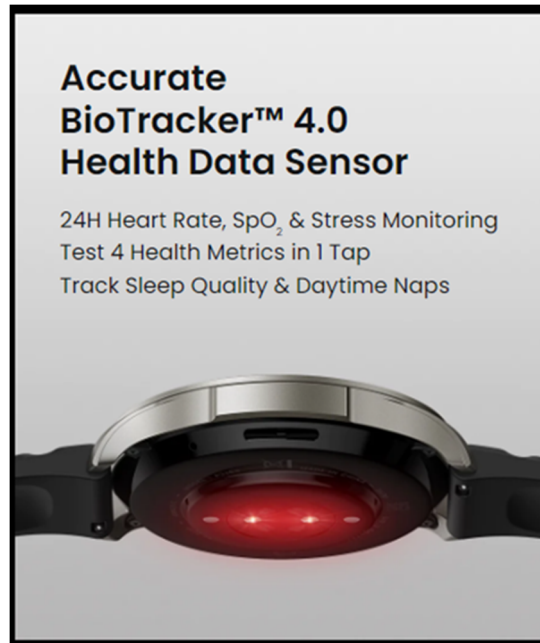 Accurate
BioTracker™ 4.0
Health Data Sensor
24H Heart Rate, SpO₂ & Stress Monitoring
Test 4 Health Metrics in 1 Tap
Track Sleep Quality & Daytime Naps